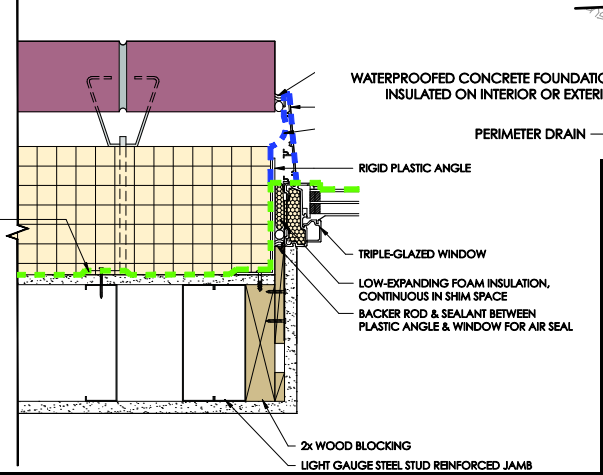 WATERPROOFED CONCRETE
INSULATED ON INTERIOR OR
PERIMETER DRAIN
RIGID PLASTIC ANGLE
TRIPLE-GLAZED WINDOW
LOW-EXPANDING FOAM INSULATION,
CONTINUOUS IN SHIM SPACE
BACKER ROD & SEALANT BETWEEN
PLASTIC ANGLE & WINDOW FOR AIR SEAL
2x WOOD BLOCKING
LIGHT GAUGE STEEL STUD REINFORCED JAMB